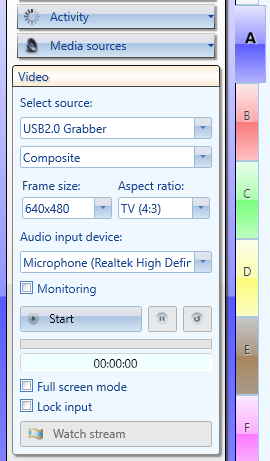 Activity
Media sources
Video
Select source:
USB2.0 Grabber
Composite
Frame size: Aspect ratio:
640x480 TV (4:3)
Audio input device:
Microphone (Realtek High Defir
Monitoring
Start
00:00:00
Full screen mode
Lock input
Watch stream
A
B
C
D
E
F